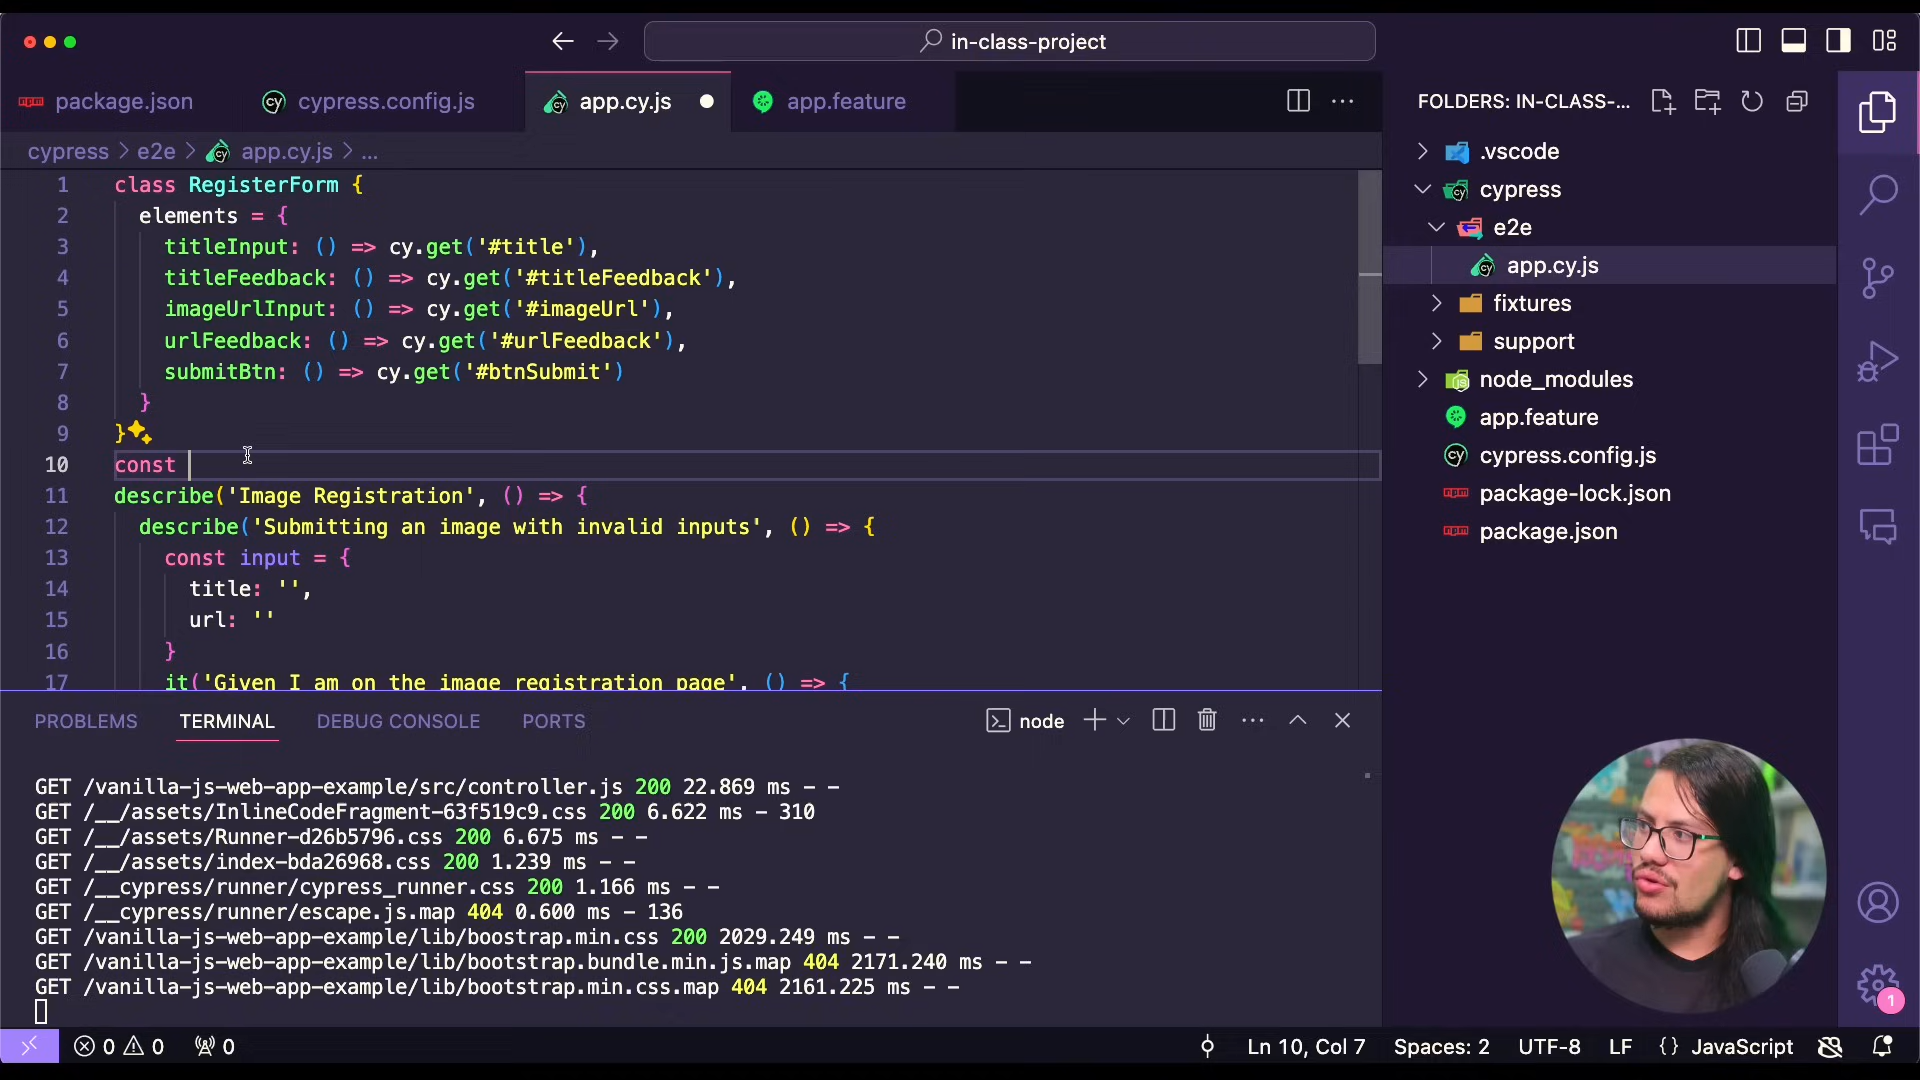 in-class-project
package.json
cypress.config.js
app.cy.js
app.feature
cypress > e2e > app.cy.js > ...
1 class RegisterForm {
2 elements = {
3 titleInput: () => cy.get('#title'),
4 titleFeedback: () => cy.get('#titleFeedback'),
5 imageUrlInput: () => cy.get('#imageUrl'),
6 urlFeedback: () => cy.get('#urlFeedback'),
7 submitBtn: () => cy.get('#btnSubmit')
8 }
9 }
10 const
11 describe('Image Registration', () => {
12 describe('Submitting an image with invalid inputs', () => {
13 const input = {
14 title: '',
15 url: ''
16 }
17 it('Given I am on the image registration page', () => {
FOLDERS: IN-CLASS-...
.vscode
cypress
e2e
app.cy.js
fixtures
support
node_modules
app.feature
cypress.config.js
package-lock.json
package.json
PROBLEMS TERMINAL DEBUG CONSOLE PORTS
node
GET /vanilla-js-web-app-example/src/controller.js 200 22.869 ms - -
GET /__/assets/InlineCodeFragment-63f519c9.css 200 6.622 ms - 310
GET /__/assets/Runner-d26b5796.css 200 6.675 ms - -
GET /__/assets/index-bda26968.css 200 1.239 ms - -
GET /__cypress/runner/cypress_runner.css 200 1.166 ms - -
GET /__cypress/runner/escape.js.map 404 0.600 ms - 136
GET /vanilla-js-web-app-example/lib/boostrap.min.css 200 2029.249 ms - -
GET /vanilla-js-web-app-example/lib/bootstrap.bundle.min.js.map 404 2171.240 ms - -
GET /vanilla-js-web-app-example/lib/bootstrap.min.css.map 404 2161.225 ms - -
0 0 0
Ln 10, Col 7 Spaces: 2 UTF-8 LF {} JavaScript
1